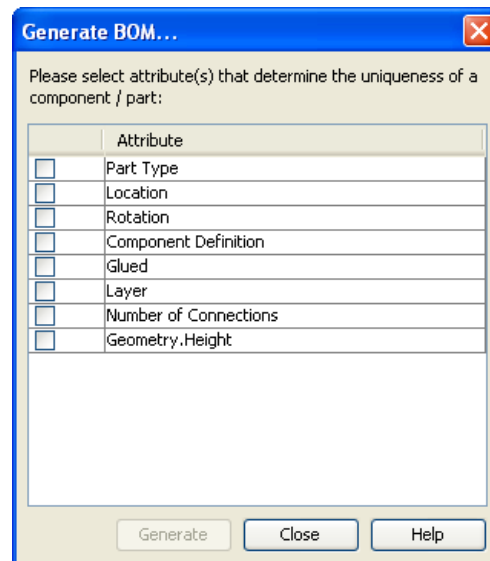 Generate BOM...
Please select attribute(s) that determine the uniqueness of a
component / part:
Attribute
Part Type
Location
Rotation
Component Definition
Glued
Layer
Number of Connections
Geometry.Height
Generate Close Help